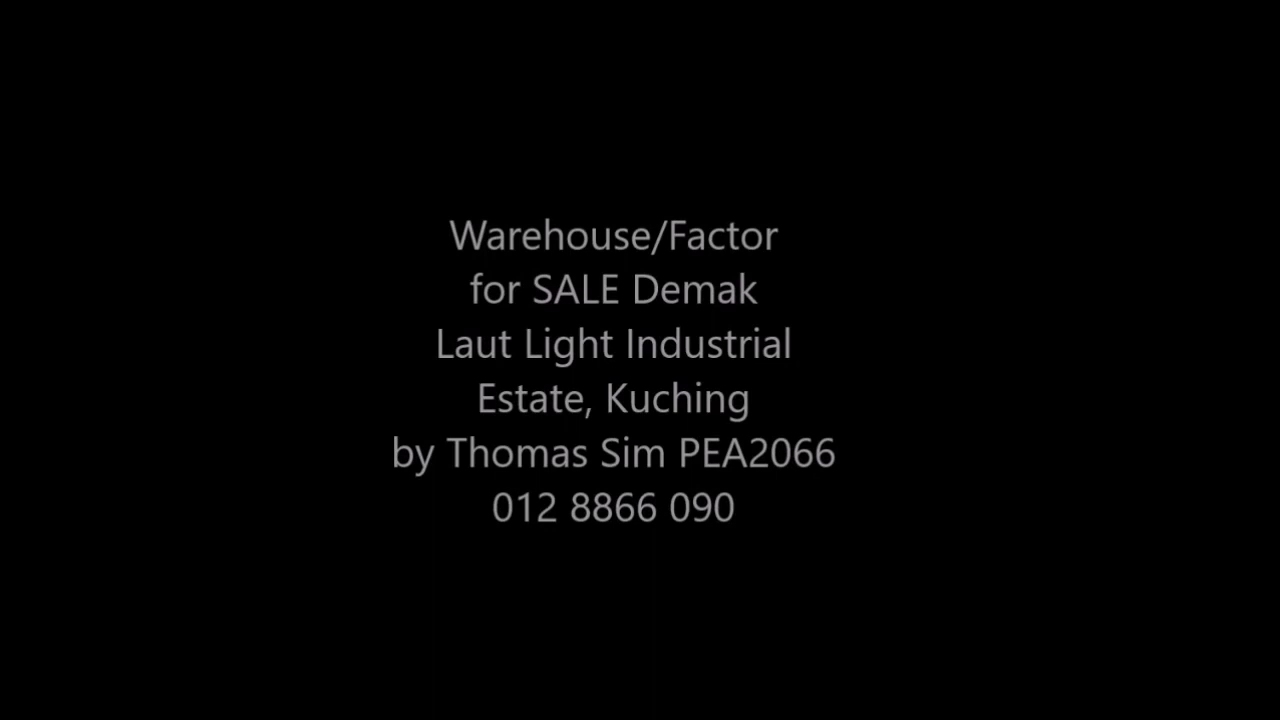 Warehouse/Factor
for SALE Demak
Laut Light Industrial
Estate, Kuching
by Thomas Sim PEA2066
012 8866 090